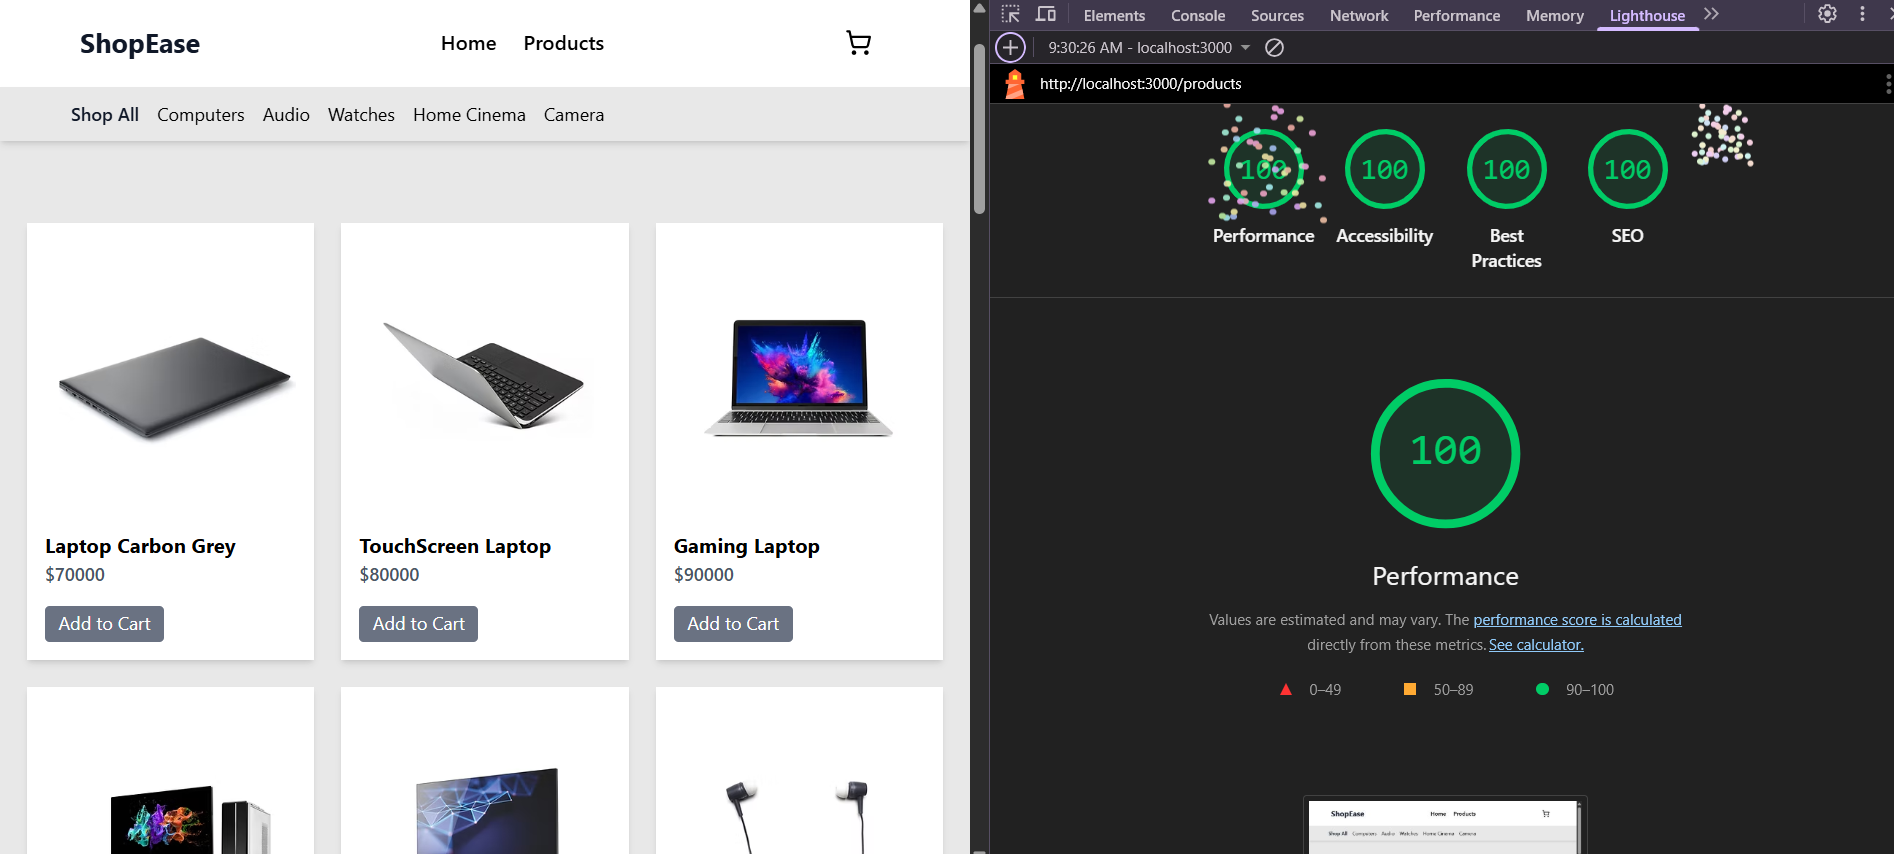 ShopEase
Home Products
Shop All Computers Audio Watches Home Cinema Camera
Laptop Carbon Grey
$70000
Add to Cart
TouchScreen Laptop
$80000
Add to Cart
Gaming Laptop
$90000
Add to Cart
Elements Console Sources Network Performance Memory Lighthouse
9:30:26 AM - localhost:3000
http://localhost:3000/products
100 100 100 100
Performance Accessibility Best Practices SEO
100
Performance
Values are estimated and may vary. The performance score is calculated
directly from these metrics. See calculator.
0–49 50–89 90–100
ShopEase Home Products
Shop All Computers Audio Watches Home Cinema Camera